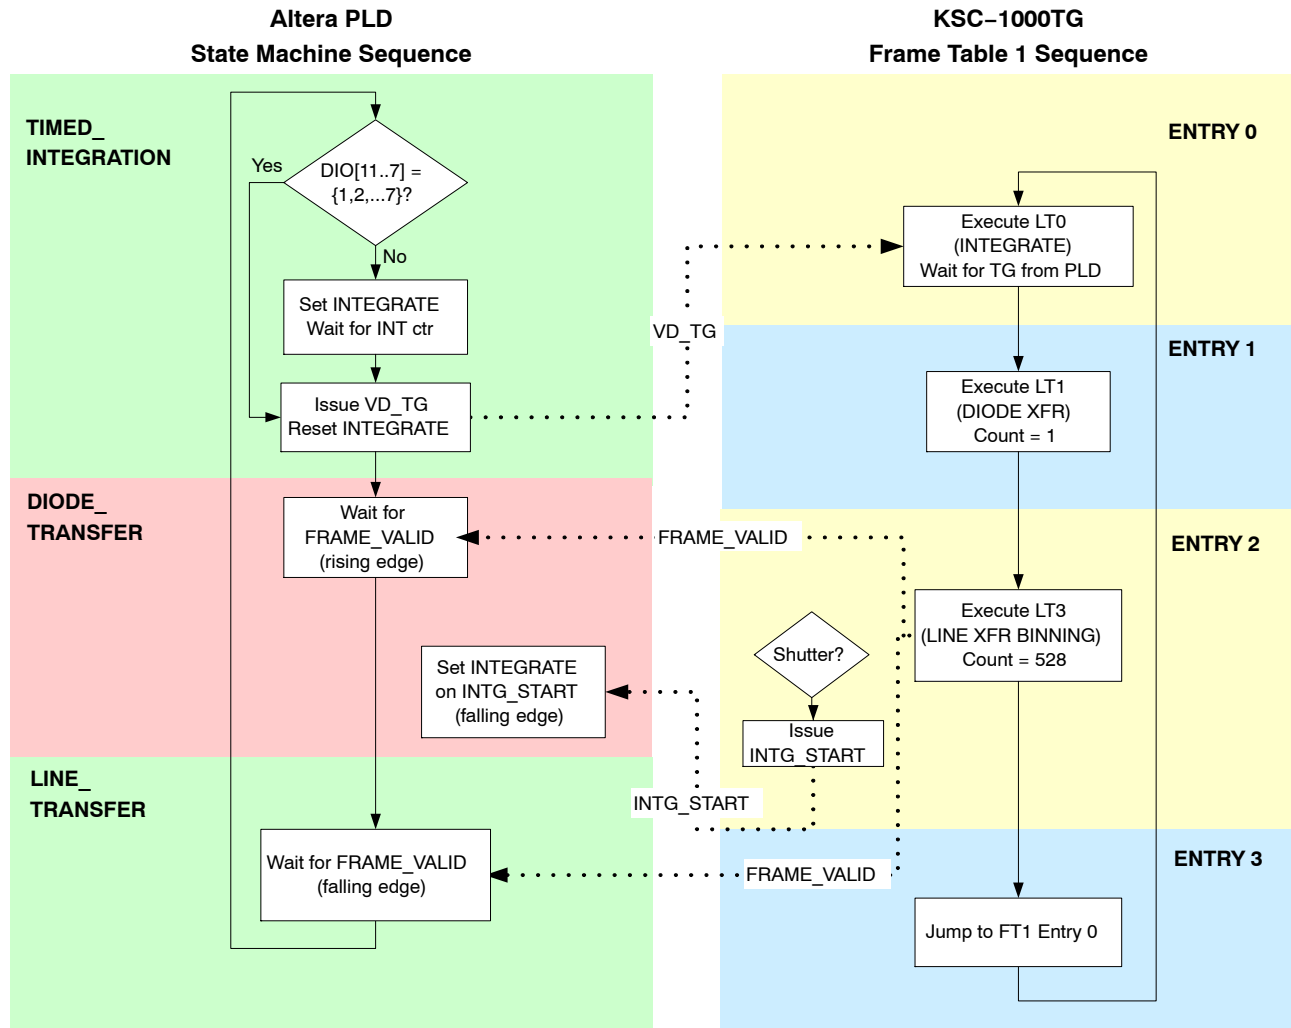 Altera PLD
State Machine Sequence
TIMED_
INTEGRATION
Yes
DIO[11..7] =
{1,2,...7}?
No
Set INTEGRATE
Wait for INT ctr
Issue VD_TG
Reset INTEGRATE
DIODE_
TRANSFER
Wait for
FRAME_VALID
(rising edge)
Set INTEGRATE
on INTG_START
(falling edge)
LINE_
TRANSFER
Wait for FRAME_VALID
(falling edge)
VD_TG
FRAME_VALID
INTG_START
FRAME_VALID
KSC−1000TG
Frame Table 1 Sequence
ENTRY 0
Execute LT0
(INTEGRATE)
Wait for TG from PLD
ENTRY 1
Execute LT1
(DIODE XFR)
Count = 1
ENTRY 2
Execute LT3
(LINE XFR BINNING)
Count = 528
Shutter?
Issue
INTG_START
ENTRY 3
Jump to FT1 Entry 0